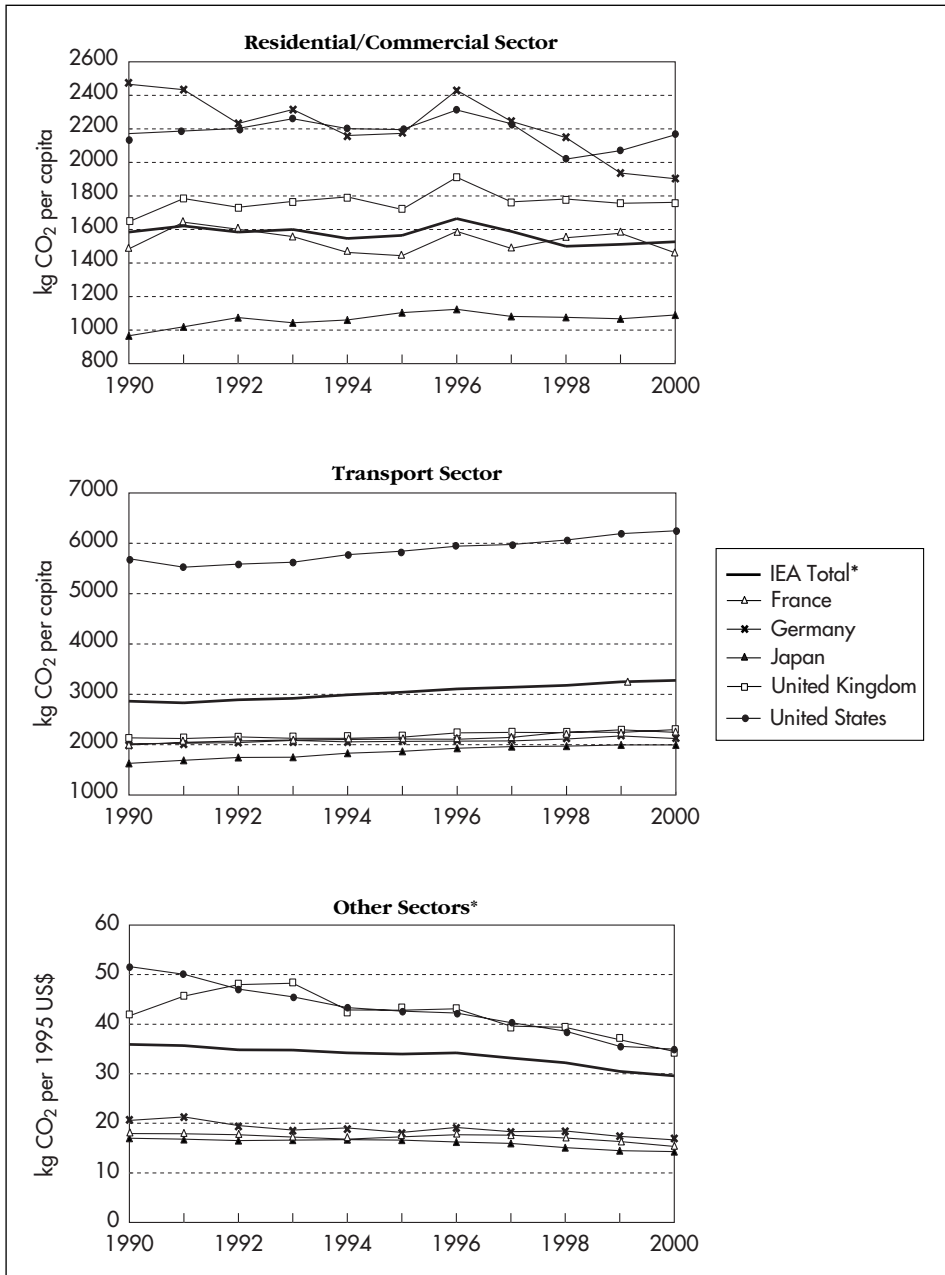 Residential/Commercial Sector
kg CO2 per capita
2600
2400
2200
2000
1800
1600
1400
1200
1000
800
1990 1992 1994 1996 1998 2000
Transport Sector
kg CO2 per capita
7000
6000
5000
4000
3000
2000
1000
1990 1992 1994 1996 1998 2000
IEA Total*
France
Germany
Japan
United Kingdom
United States
Other Sectors*
kg CO2 per 1995 US$
60
50
40
30
20
10
0
1990 1992 1994 1996 1998 2000